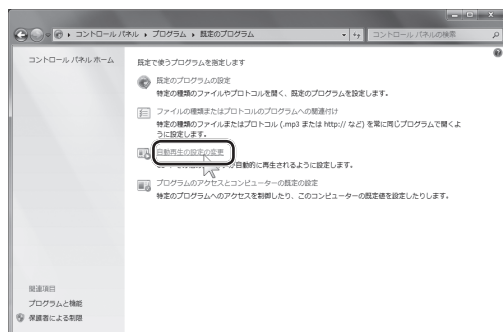 コントロール パネル ▸ プログラム ▸ 既定のプログラム
コントロール パネルの検索
コントロール パネル ホーム
既定で使うプログラムを指定します
既定のプログラムの設定
特定の種類のファイルやプロトコルを開く、既定のプログラムを設定します。
ファイルの種類またはプロトコルのプログラムへの関連付け
特定の種類のファイルまたはプロトコル (.mp3 または http:// など) を常に同じプログラムで開くよ
うに設定します。
自動再生の設定の変更
が自動的に再生されるように設定します。
プログラムのアクセスとコンピューターの既定の設定
特定のプログラムへのアクセスを制御したり、このコンピューターの既定値を設定したりします。
関連項目
プログラムと機能
保護者による制限